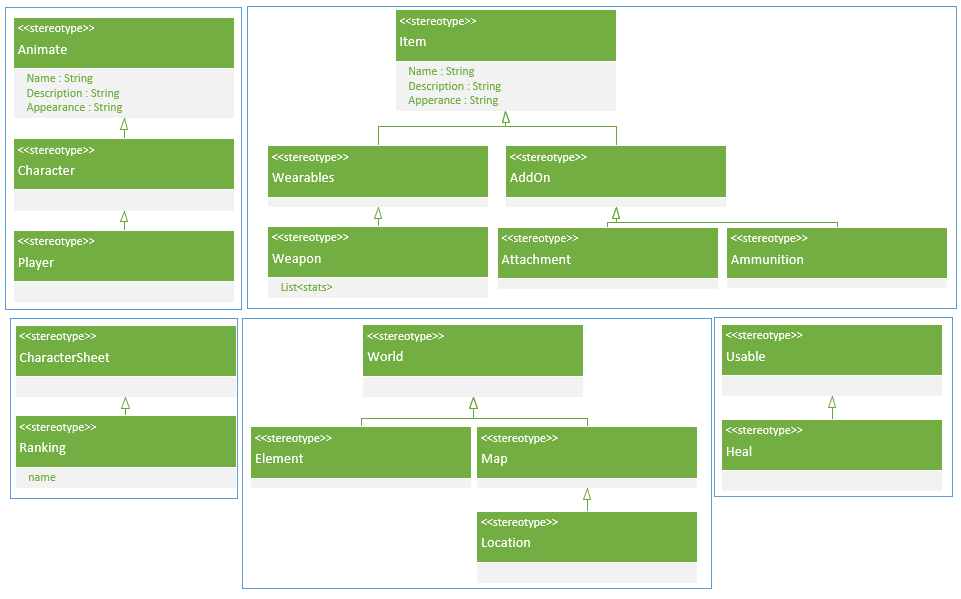 <<stereotype>>
Animate
Name : String
Description : String
Appearance : String
<<stereotype>>
Character
<<stereotype>>
Player
<<stereotype>>
Item
Name : String
Description : String
Apperance : String
<<stereotype>>
Wearables
<<stereotype>>
AddOn
<<stereotype>>
Weapon
List<stats>
<<stereotype>>
Attachment
<<stereotype>>
Ammunition
<<stereotype>>
CharacterSheet
<<stereotype>>
Ranking
name
<<stereotype>>
World
<<stereotype>>
Element
<<stereotype>>
Map
<<stereotype>>
Location
<<stereotype>>
Usable
<<stereotype>>
Heal